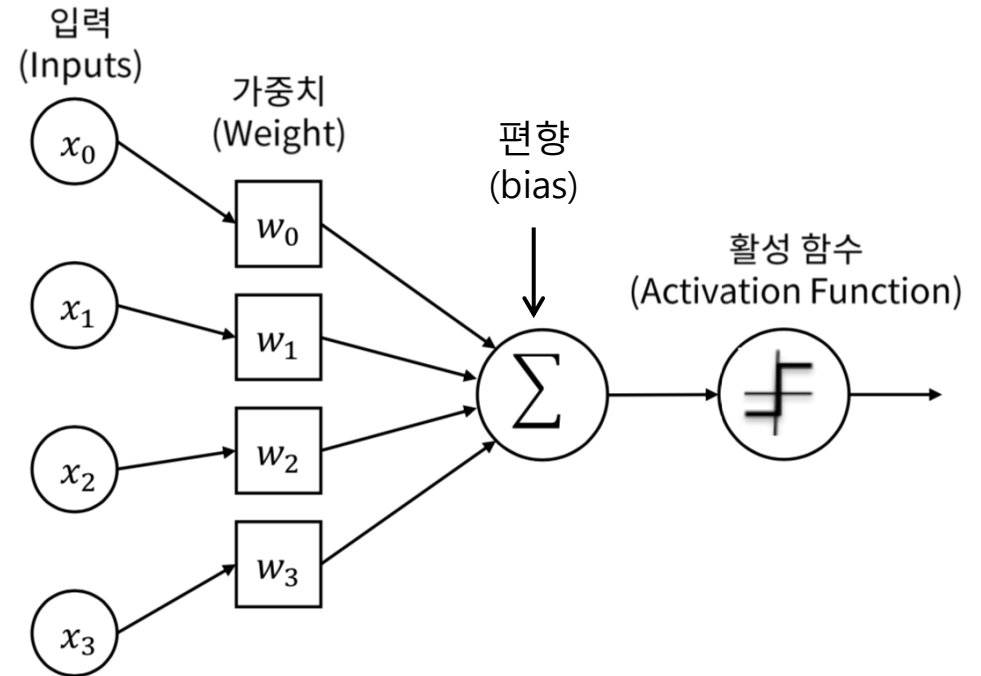 입력
(Inputs)
가중치
(Weight)
편향
(bias)
활성 함수
(Activation Function)
x₀
x₁
x₂
x₃
w₀
w₁
w₂
w₃
∑